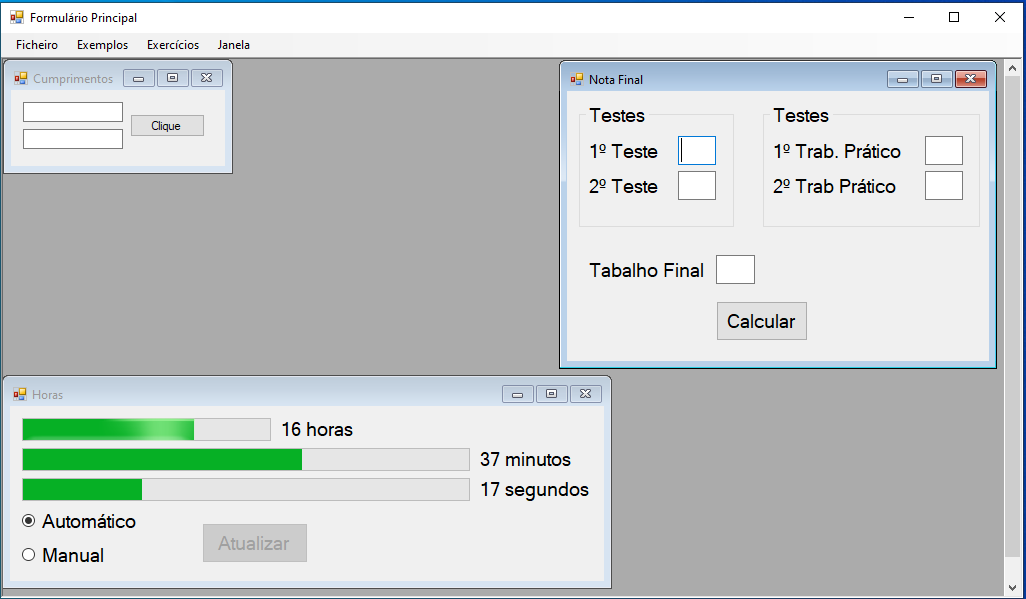 Formulário Principal
Ficheiro Exemplos Exercícios Janela
Cumprimentos
Clique
Nota Final
Testes
1º Teste
2º Teste
Testes
1º Trab. Prático
2º Trab Prático
Tabalho Final
Calcular
Horas
16 horas
37 minutos
17 segundos
Automático
Manual
Atualizar